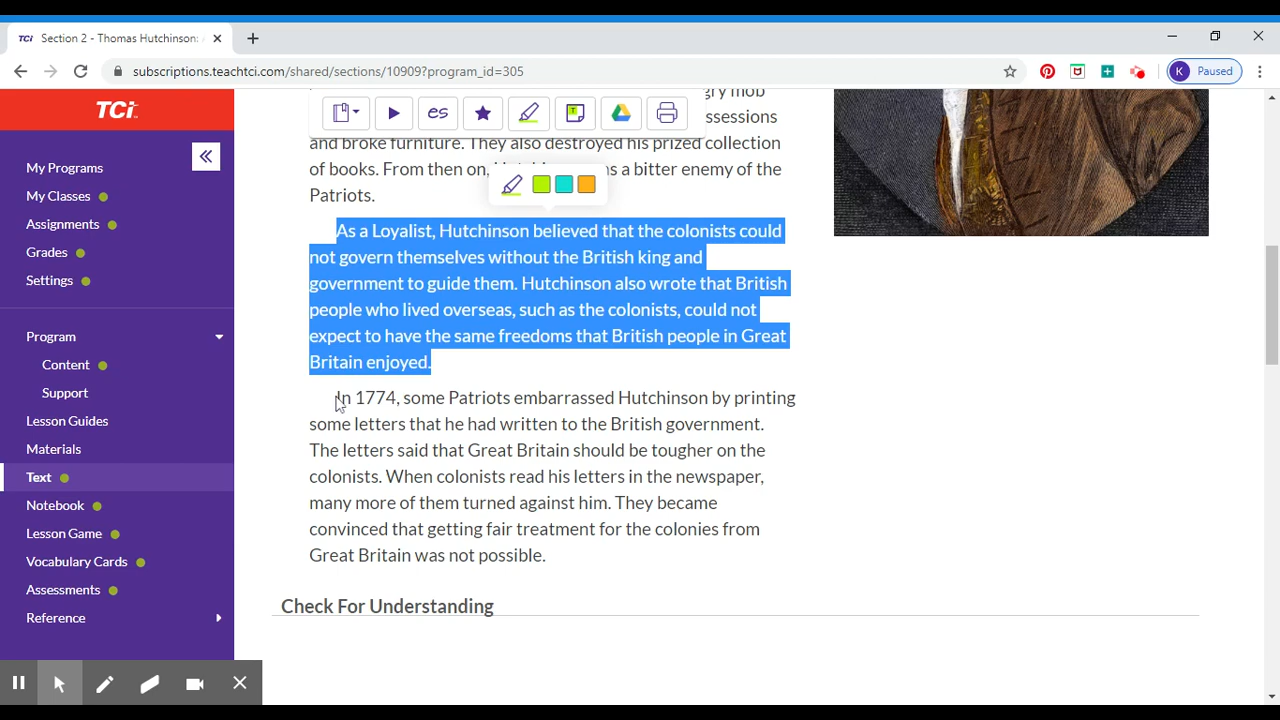 TCi Section 2 - Thomas Hutchinson:
subscriptions.teachtci.com/shared/sections/10909?program_id=305
K Paused
TCi
My Programs
My Classes
Assignments
Grades
Settings
Program
Content
Support
Lesson Guides
Materials
Text
Notebook
Lesson Game
Vocabulary Cards
Assessments
Reference
es
mob
and broke furniture. They also destroyed his prized collection
of books. From then on, a bitter enemy of the
Patriots.
As a Loyalist, Hutchinson believed that the colonists could
not govern themselves without the British king and
government to guide them. Hutchinson also wrote that British
people who lived overseas, such as the colonists, could not
expect to have the same freedoms that British people in Great
Britain enjoyed.
In 1774, some Patriots embarrassed Hutchinson by printing
some letters that he had written to the British government.
The letters said that Great Britain should be tougher on the
colonists. When colonists read his letters in the newspaper,
many more of them turned against him. They became
convinced that getting fair treatment for the colonies from
Great Britain was not possible.
Check For Understanding